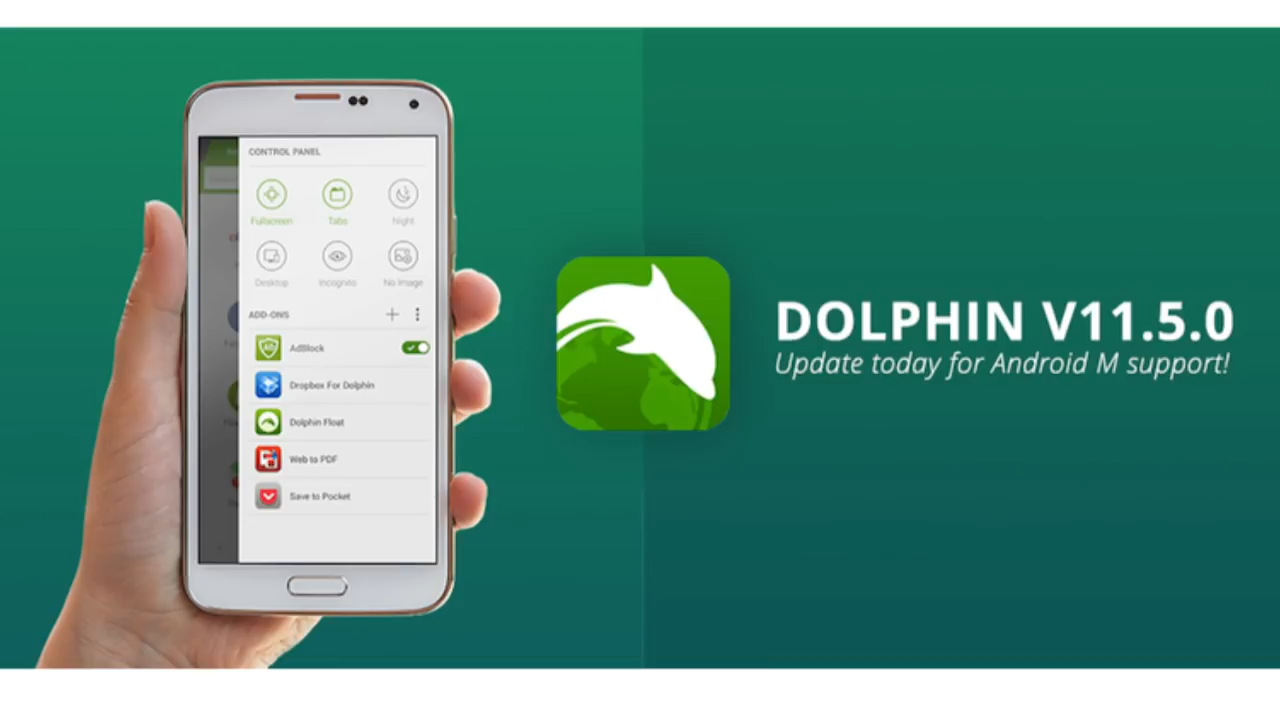 CONTROL PANEL
Fullscreen
Tabs
Night
Desktop
Incognito
No Image
ADD-ONS
AdBlock
Dropbox For Dolphin
Dolphin Float
Web to PDF
Save to Pocket
DOLPHIN V11.5.0
Update today for Android M support!